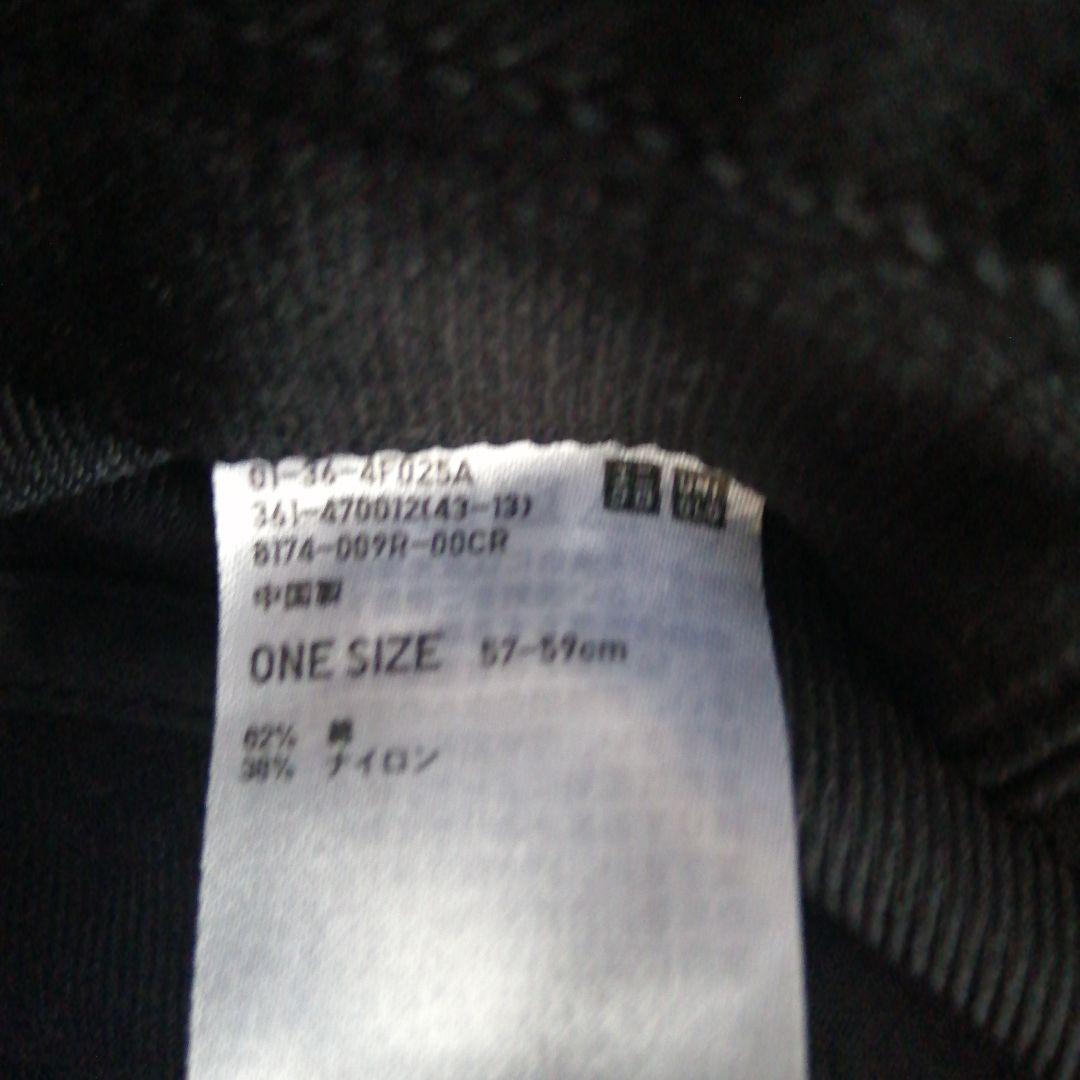 01-36-4F025A
361-470012(43-13)
8174-009R-00CR
中国製
ONE SIZE 57-59cm
62% 綿
38% ナイロン